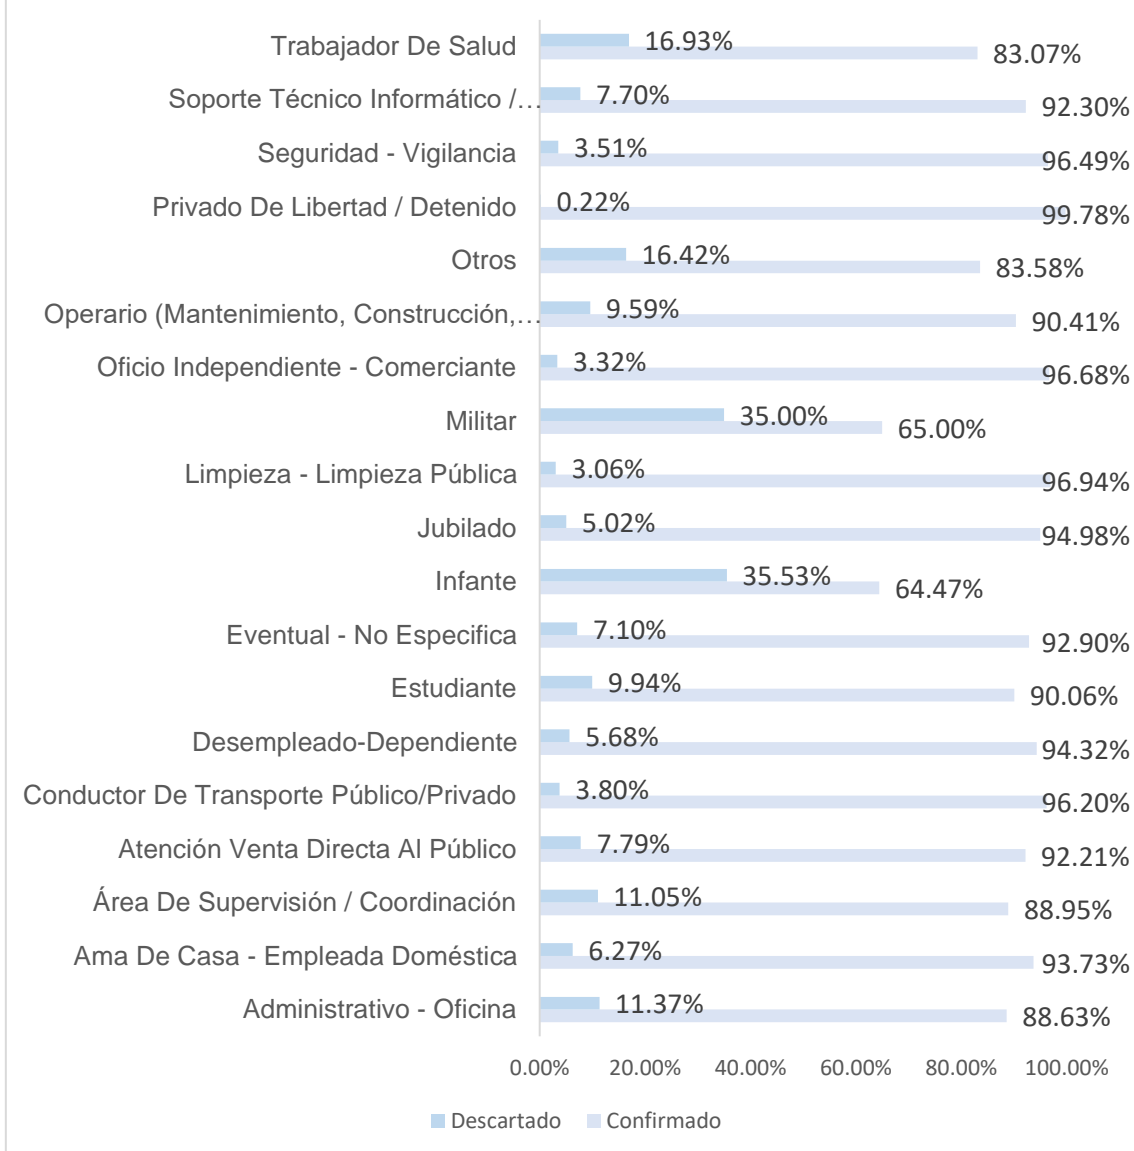 Trabajador De Salud 16.93% 83.07%
Soporte Técnico Informático /… 7.70% 92.30%
Seguridad - Vigilancia 3.51% 96.49%
Privado De Libertad / Detenido 0.22% 99.78%
Otros 16.42% 83.58%
Operario (Mantenimiento, Construcción,… 9.59% 90.41%
Oficio Independiente - Comerciante 3.32% 96.68%
Militar 35.00% 65.00%
Limpieza - Limpieza Pública 3.06% 96.94%
Jubilado 5.02% 94.98%
Infante 35.53% 64.47%
Eventual - No Especifica 7.10% 92.90%
Estudiante 9.94% 90.06%
Desempleado-Dependiente 5.68% 94.32%
Conductor De Transporte Público/Privado 3.80% 96.20%
Atención Venta Directa Al Público 7.79% 92.21%
Área De Supervisión / Coordinación 11.05% 88.95%
Ama De Casa - Empleada Doméstica 6.27% 93.73%
Administrativo - Oficina 11.37% 88.63%
0.00% 20.00% 40.00% 60.00% 80.00% 100.00%
Descartado Confirmado